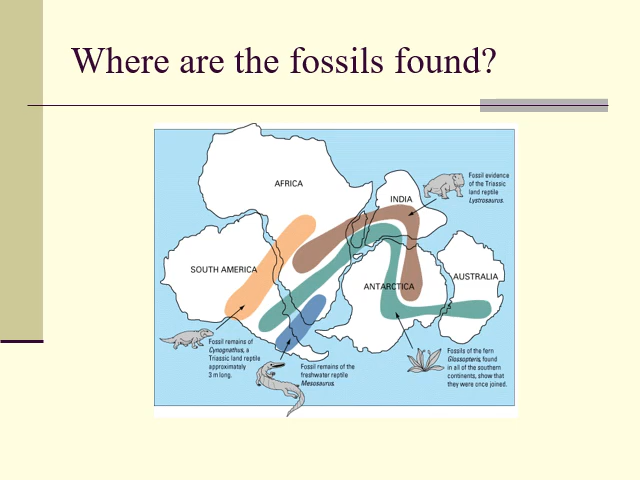 Where are the fossils found?
AFRICA
INDIA
Fossil evidence
of the Triassic
land reptile
Lystrosaurus.
SOUTH AMERICA
ANTARCTICA
AUSTRALIA
Fossil remains of
Cynognathus, a
Triassic land reptile
approximately
3 m long.
Fossil remains of the
freshwater reptile
Mesosaurus.
Fossils of the fern
Glossopteris, found
in all of the southern
continents, show that
they were once joined.